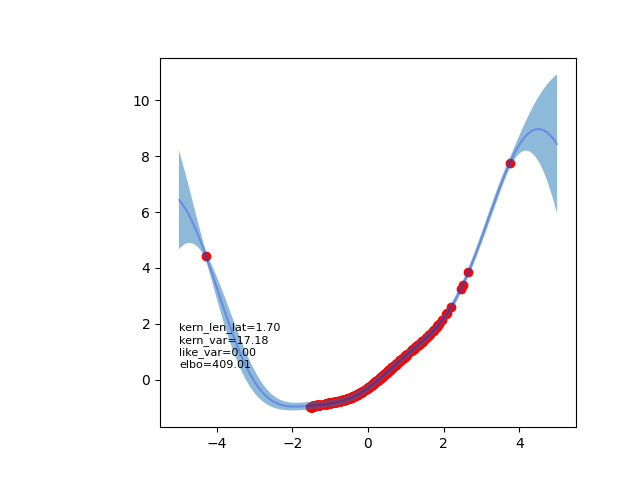 10
8
6
4
2
0
kern_len_lat=1.70
kern_var=17.18
like_var=0.00
elbo=409.01
−4
−2
0
2
4